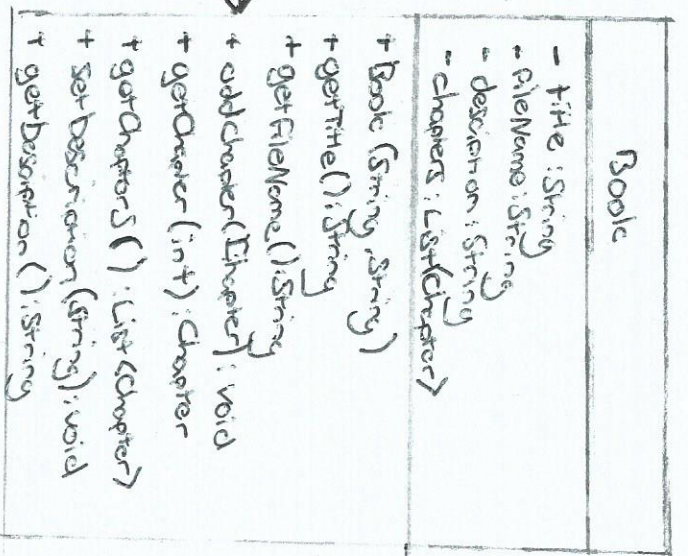 Book
- title : String
- fileName : String
- description : String
- chapters : List<Chapter>
+ Book (String, String)
+ getTitle() : String
+ getFileName() : String
+ addChapter(Chapter) : void
+ getChapter (int) : Chapter
+ getChapters () : List<Chapter>
+ setDescription (String) : void
+ getDescription () : String